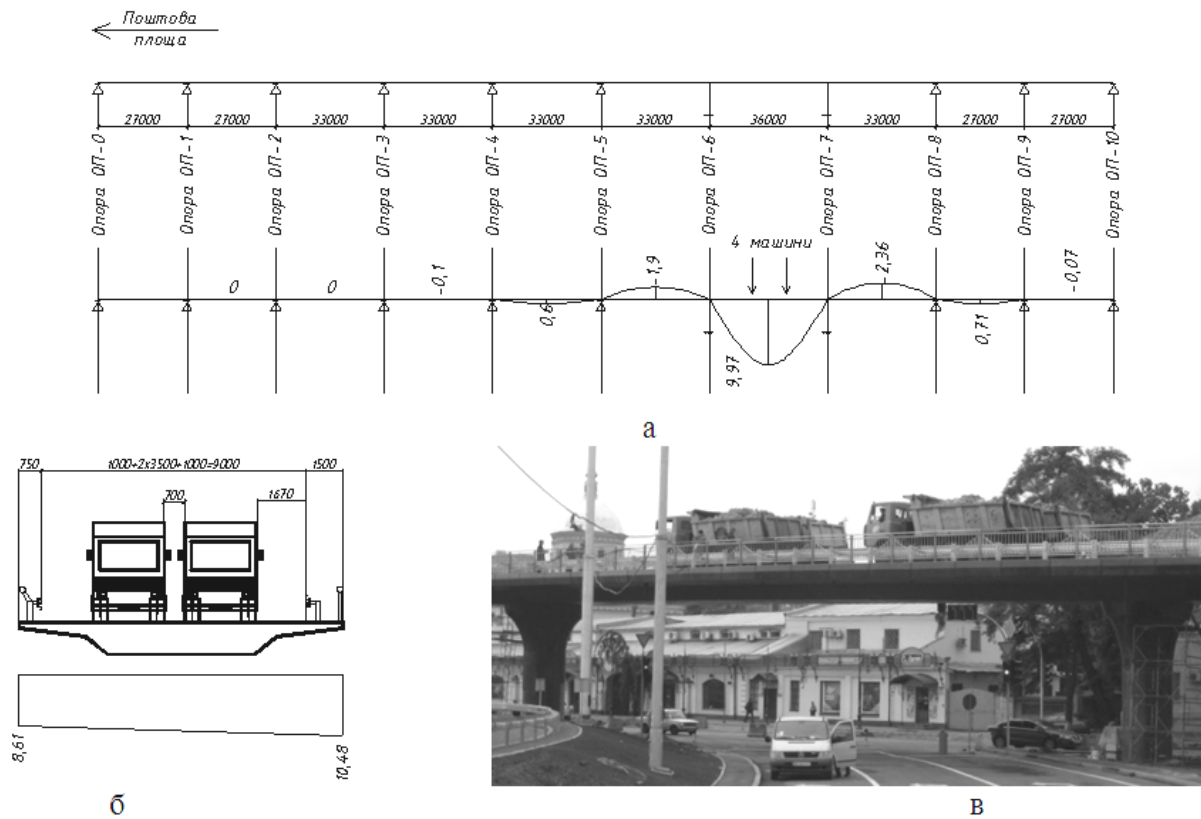 Поштова
площа
27000 27000 33000 33000 33000 33000 36000 33000 27000 27000
Опора ОП-0
Опора ОП-1
Опора ОП-2
Опора ОП-3
Опора ОП-4
Опора ОП-5
Опора ОП-6
Опора ОП-7
Опора ОП-8
Опора ОП-9
Опора ОП-10
4 машини
0 0 -0,1 0,6 -1,9 9,97 -2,36 0,71 -0,07
а
750 1000+2х3500+1000=9000 1500
700 1670
8,61 10,48
б в